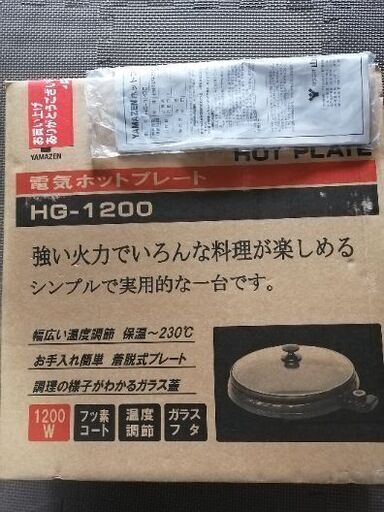 お買い上げ
ありがとうござい
YAMAZEN
HOT PLATE
電気ホットプレート
HG-1200
強い火力でいろんな料理が楽しめる
シンプルで実用的な一台です。
幅広い温度調節 保温～230℃
お手入れ簡単 着脱式プレート
調理の様子がわかるガラス蓋
1200
W
フッ素
コート
温度
調節
ガラス
フタ